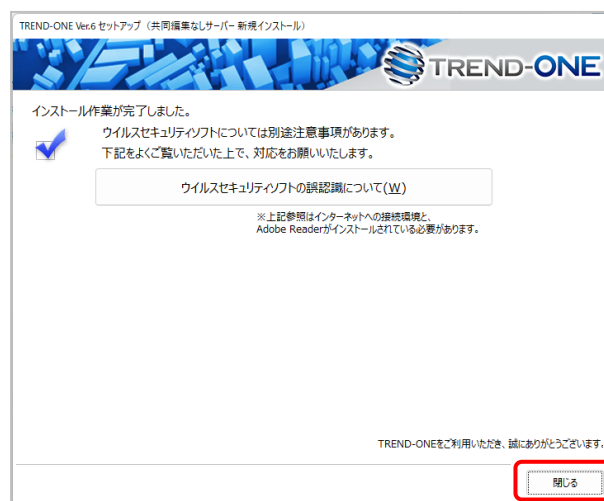 TREND-ONE Ver.6 セットアップ（共同編集なしサーバー 新規インストール）
TREND-ONE
インストール作業が完了しました。
ウイルスセキュリティソフトについては別途注意事項があります。
下記をよくご覧いただいた上で、対応をお願いいたします。
ウイルスセキュリティソフトの誤認識について(W)
※上記参照はインターネットへの接続環境と、
Adobe Readerがインストールされている必要があります。
TREND-ONEをご利用いただき、誠にありがとうございます。
閉じる